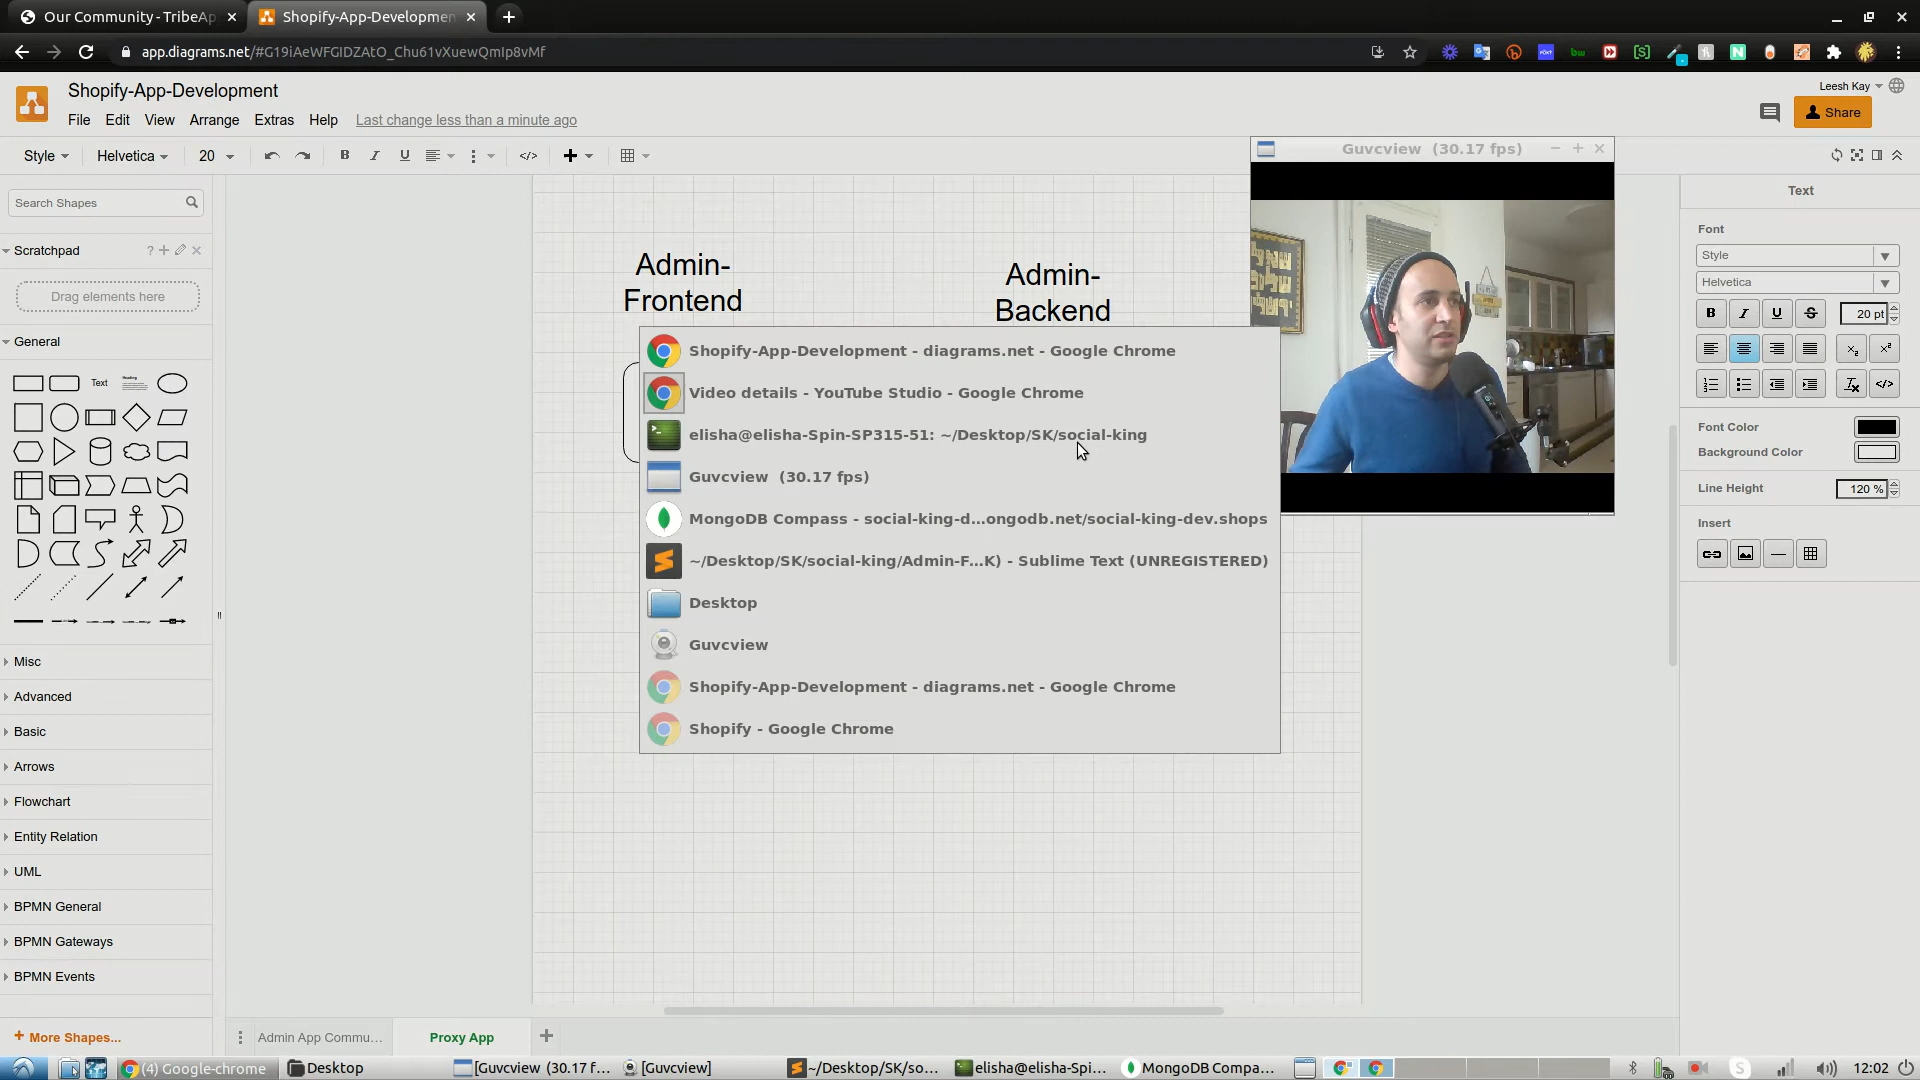 Our Community - TribeAp
Shopify-App-Developmen
app.diagrams.net/#G19iAeWFGIDZAtO_Chu61vXuewQmIp8vMf
Shopify-App-Development
File Edit View Arrange Extras Help Last change less than a minute ago
Leesh Kay
Share
Style Helvetica 20
Guvcview (30.17 fps)
Search Shapes
Scratchpad
Drag elements here
General
Text
Heading
Misc
Advanced
Basic
Arrows
Flowchart
Entity Relation
UML
BPMN General
BPMN Gateways
BPMN Events
+ More Shapes...
Admin-
Frontend
Admin-
Backend
Shopify-App-Development - diagrams.net - Google Chrome
Video details - YouTube Studio - Google Chrome
elisha@elisha-Spin-SP315-51: ~/Desktop/SK/social-king
Guvcview (30.17 fps)
MongoDB Compass - social-king-d...ongodb.net/social-king-dev.shops
~/Desktop/SK/social-king/Admin-F...K) - Sublime Text (UNREGISTERED)
Desktop
Guvcview
Shopify-App-Development - diagrams.net - Google Chrome
Shopify - Google Chrome
Text
Font
Style
Helvetica
B I U S 20 pt
Font Color
Background Color
Line Height 120 %
Insert
Admin App Commu...
Proxy App
(4) Google-chrome
Desktop
[Guvcview (30.17 f...
[Guvcview]
~/Desktop/SK/so...
elisha@elisha-Spi...
MongoDB Compa...
12:02